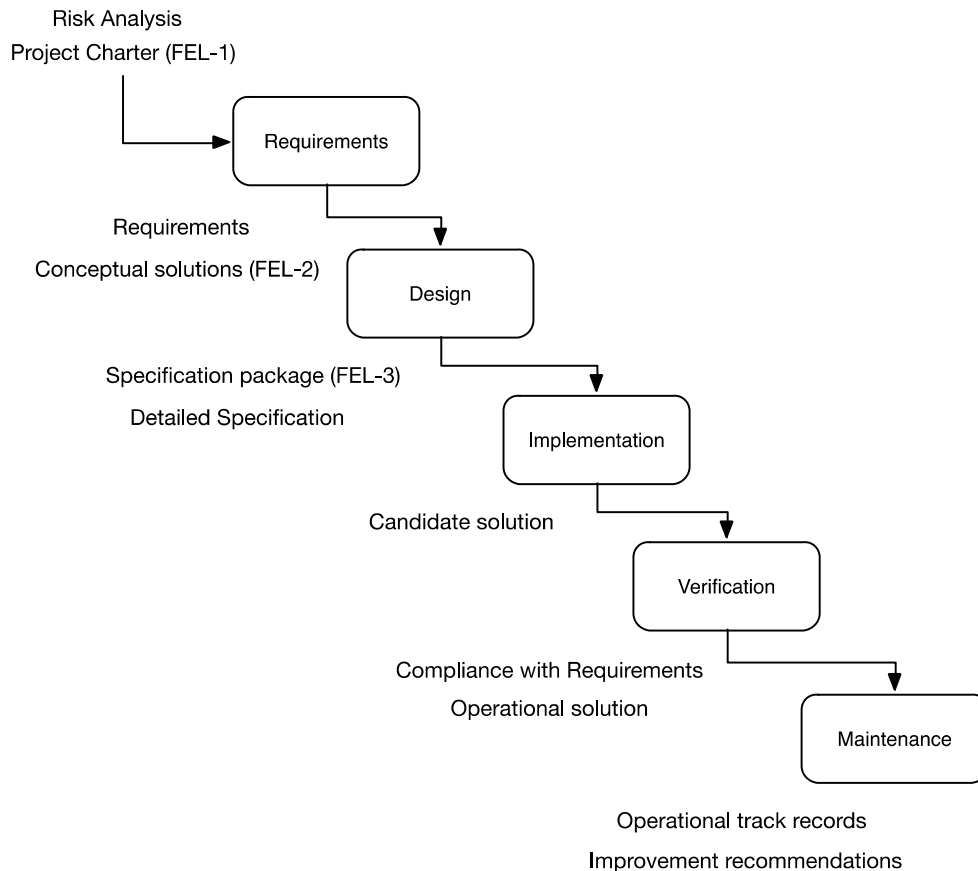 Risk Analysis
Project Charter (FEL-1)
Requirements
Requirements
Conceptual solutions (FEL-2)
Design
Specification package (FEL-3)
Detailed Specification
Implementation
Candidate solution
Verification
Compliance with Requirements
Operational solution
Maintenance
Operational track records
Improvement recommendations